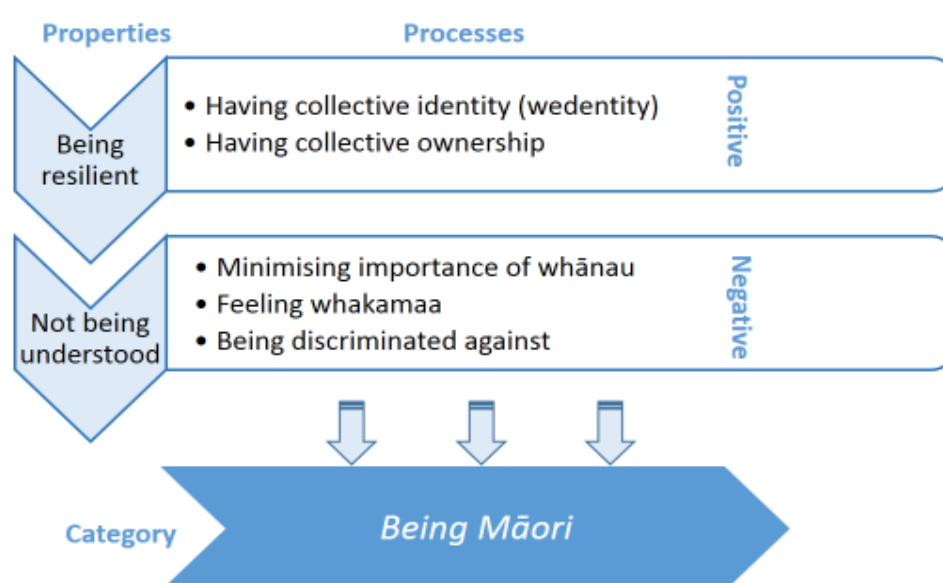 Properties
Processes
Being
resilient
• Having collective identity (wedentity)
• Having collective ownership
Positive
Not being
understood
• Minimising importance of whānau
• Feeling whakamaa
• Being discriminated against
Negative
Category
Being Māori